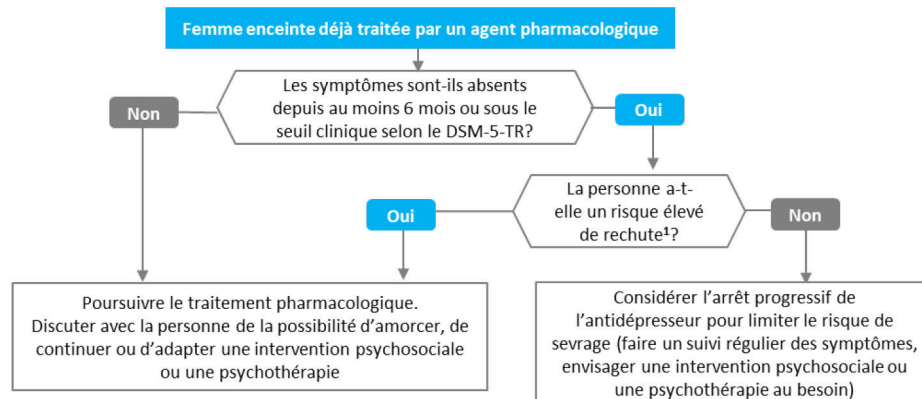 Femme enceinte déjà traitée par un agent pharmacologique
Les symptômes sont-ils absents
depuis au moins 6 mois ou sous le
seuil clinique selon le DSM-5-TR?
Non
Oui
La personne a-t-
elle un risque élevé
de rechute¹?
Oui
Non
Poursuivre le traitement pharmacologique.
Discuter avec la personne de la possibilité d’amorcer, de
continuer ou d’adapter une intervention psychosociale
ou une psychothérapie
Considérer l’arrêt progressif de
l’antidépresseur pour limiter le risque de
sevrage (faire un suivi régulier des symptômes,
envisager une intervention psychosociale ou
une psychothérapie au besoin)